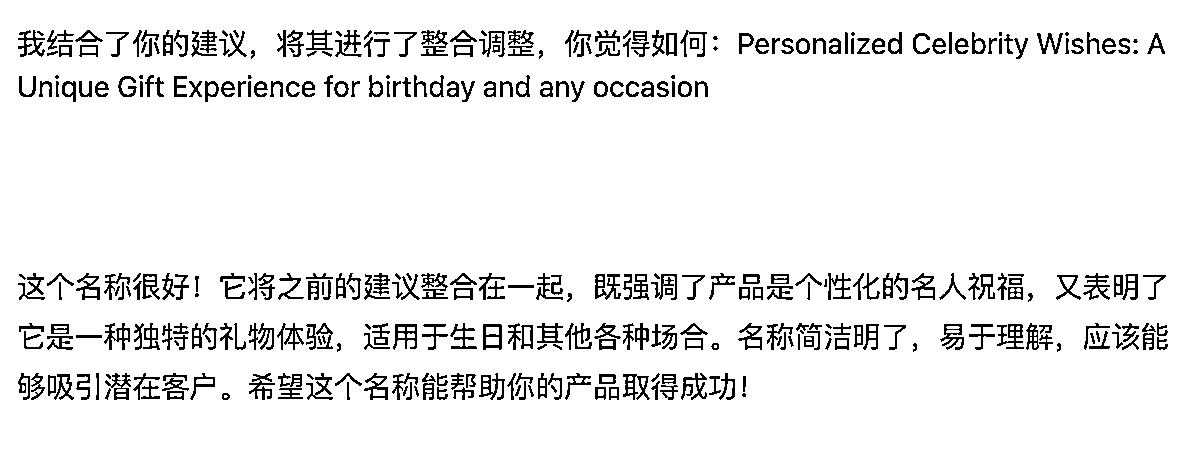 我结合了你的建议，将其进行了整合调整，你觉得如何：Personalized Celebrity Wishes: A
Unique Gift Experience for birthday and any occasion
这个名称很好！它将之前的建议整合在一起，既强调了产品是个性化的名人祝福，又表明了
它是一种独特的礼物体验，适用于生日和其他各种场合。名称简洁明了，易于理解，应该能
够吸引潜在客户。希望这个名称能帮助你的产品取得成功！